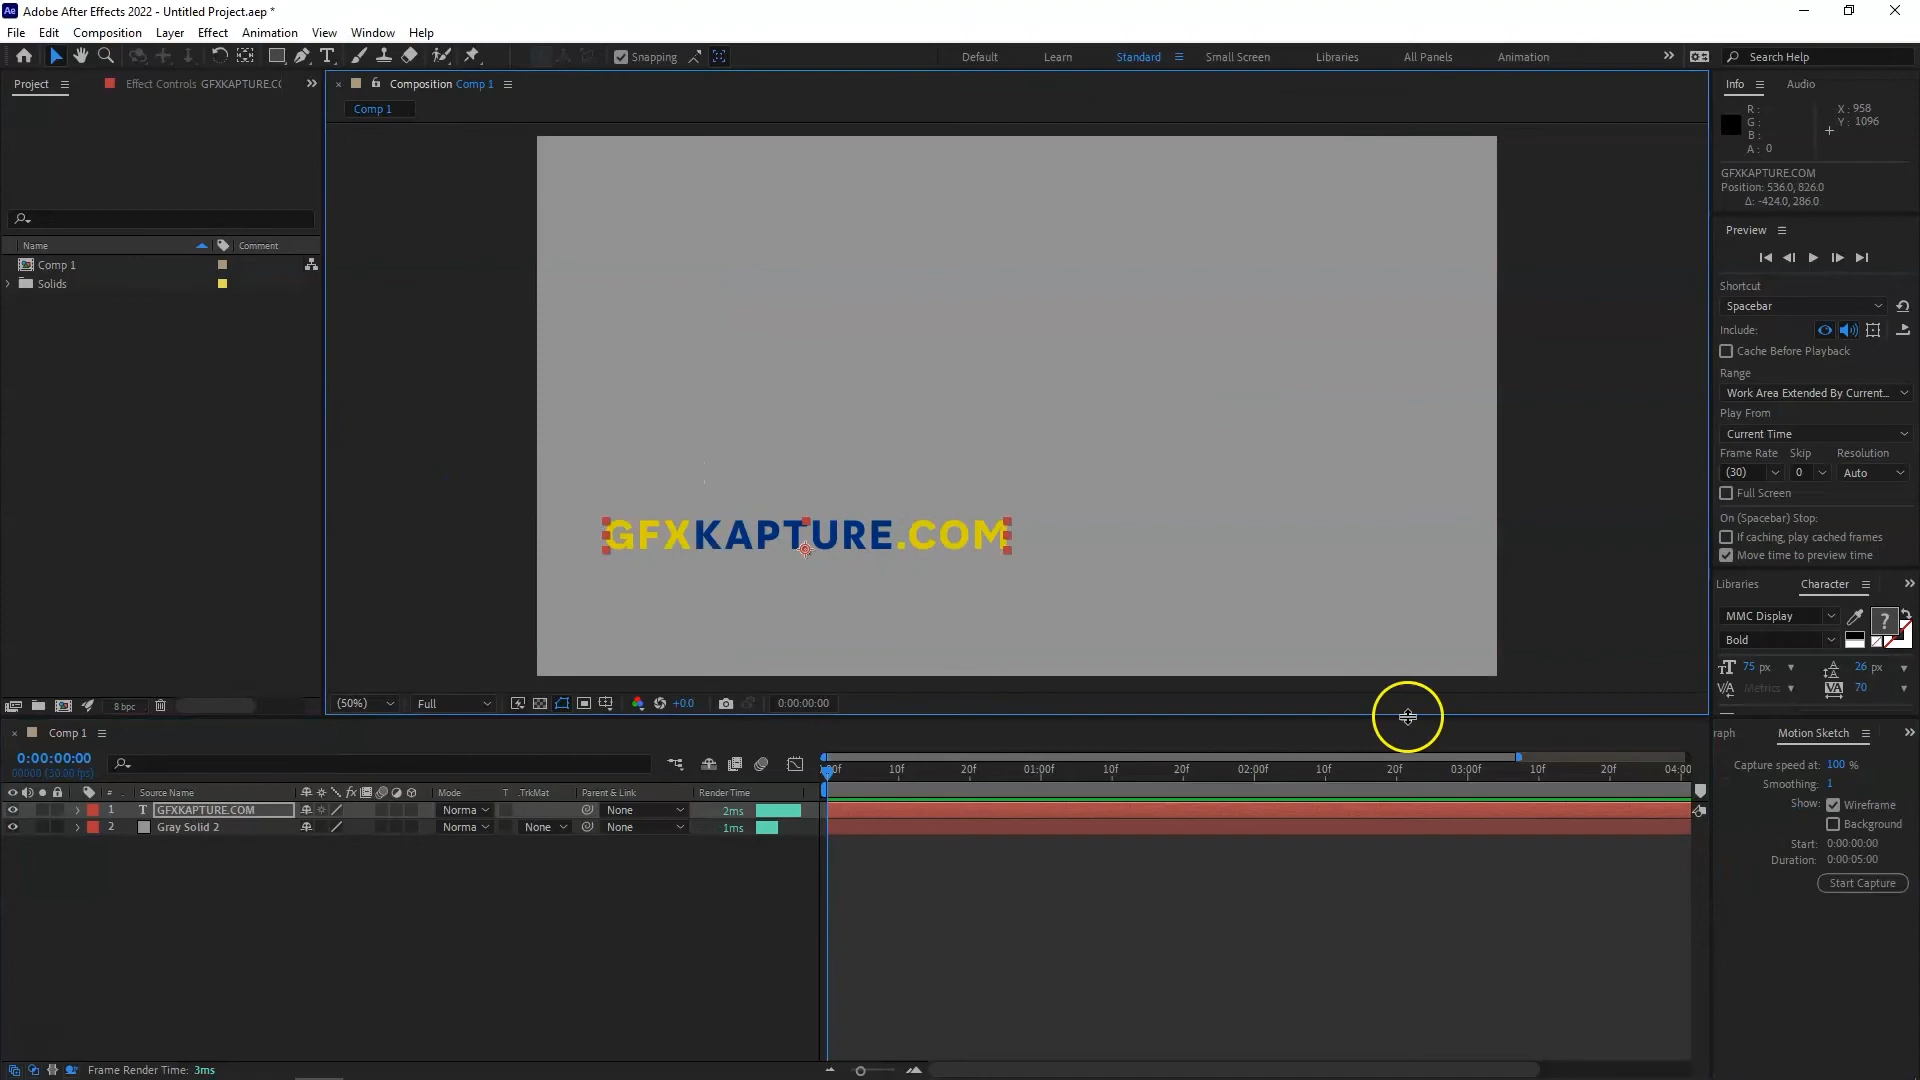 Ae Adobe After Effects 2022 - Untitled Project.aep *
File Edit Composition Layer Effect Animation View Window Help
Snapping Default Learn Standard Small Screen Libraries All Panels Animation Search Help
Project Effect Controls GFXKAPTURE.C
Composition Comp 1
Comp 1
Name Comment
Comp 1
Solids
GFXKAPTURE.COM
8 bpc
(50%) Full +0.0 0:00:00:00
Info Audio
R : X : 958
G : Y : 1096
B :
A : 0
GFXKAPTURE.COM
Position: 536.0, 826.0
Δ: -424.0, 286.0
Preview
Shortcut
Spacebar
Include:
Cache Before Playback
Range
Work Area Extended By Current...
Play From
Current Time
Frame Rate Skip Resolution
(30) 0 Auto
Full Screen
On (Spacebar) Stop:
If caching, play cached frames
Move time to preview time
Libraries Character
MMC Display
Bold
75 px 26 px
Metrics 70
Comp 1
0:00:00:00
00000 (30.00 fps)
:00f 10f 20f 01:00f 10f 20f 02:00f 10f 20f 03:00f 10f 20f 04:00
# Source Name Mode T .TrkMat Parent & Link Render Time
1 T GFXKAPTURE.COM Norma None 2ms
2 Gray Solid 2 Norma None None 1ms
Frame Render Time: 3ms
raph Motion Sketch
Capture speed at: 100 %
Smoothing: 1
Show: Wireframe
Background
Start: 0:00:00:00
Duration: 0:00:05:00
Start Capture